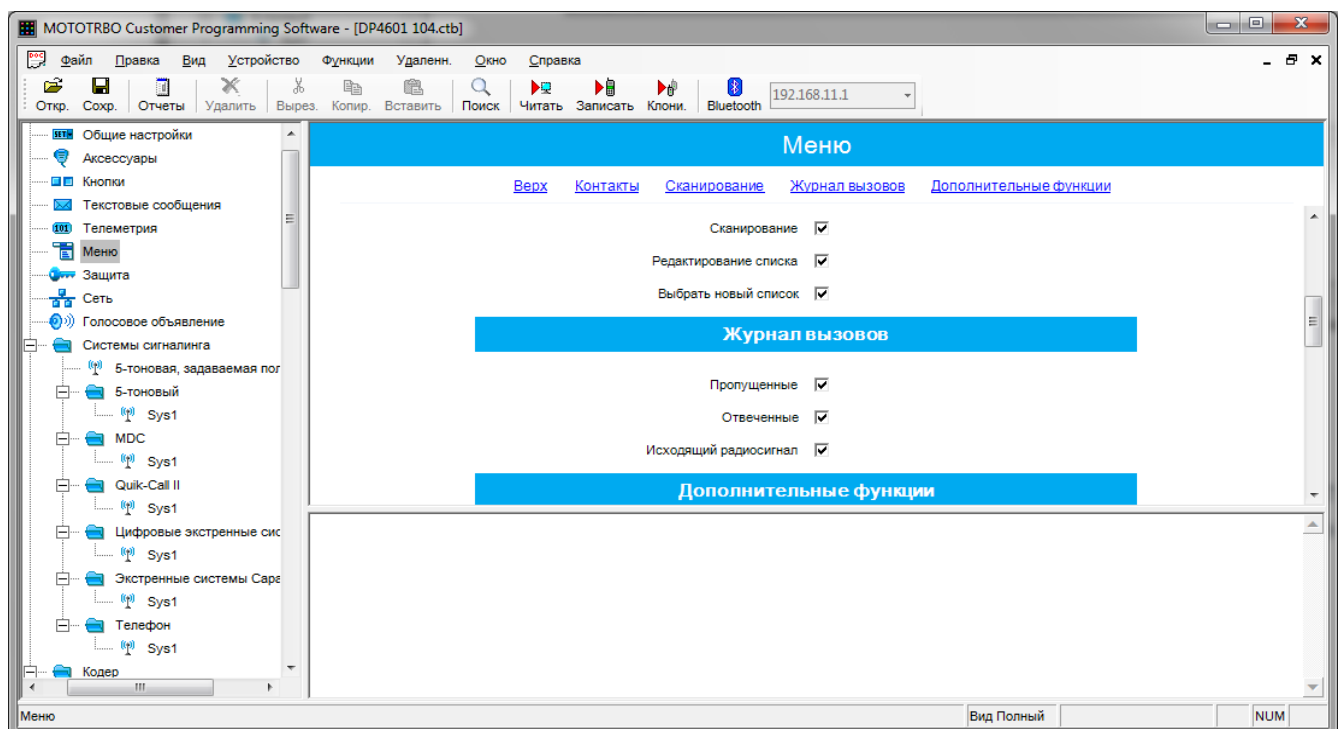 MOTOTRBO Customer Programming Software - [DP4601 104.ctb]
Файл Правка Вид Устройство Функции Удаленн. Окно Справка
Откр. Сохр. Отчеты Удалить Вырез. Копир. Вставить Поиск Читать Записать Клони. Bluetooth 192.168.11.1
Общие настройки
Аксессуары
Кнопки
Текстовые сообщения
Телеметрия
Меню
Защита
Сеть
Голосовое объявление
Системы сигналинга
5-тоновая, задаваемая пол
5-тоновый
Sys1
MDC
Sys1
Quik-Call II
Sys1
Цифровые экстренные сис
Sys1
Экстренные системы Capa
Sys1
Телефон
Sys1
Кодер
Меню
Верх Контакты Сканирование Журнал вызовов Дополнительные функции
Сканирование
Редактирование списка
Выбрать новый список
Журнал вызовов
Пропущенные
Отвеченные
Исходящий радиосигнал
Дополнительные функции
Меню Вид Полный NUM